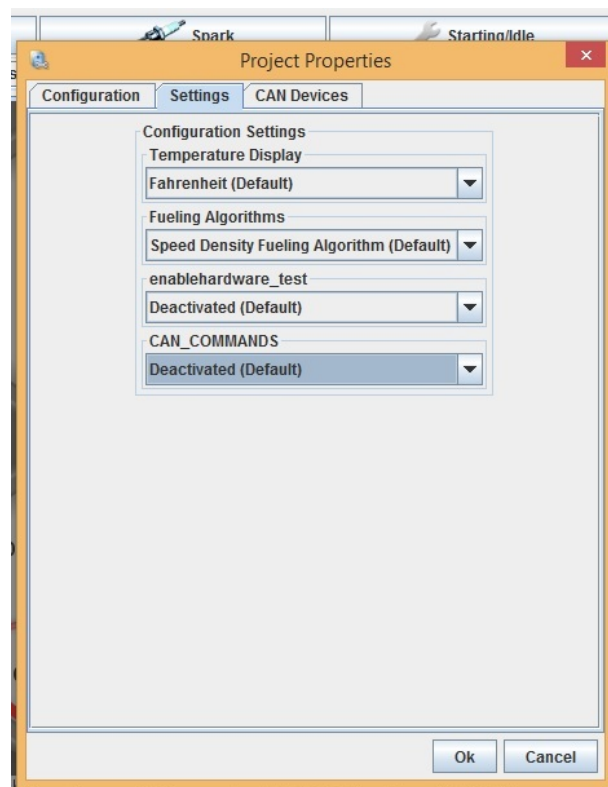 Spark
Starting/Idle
Project Properties
Configuration
Settings
CAN Devices
Configuration Settings
Temperature Display
Fahrenheit (Default)
Fueling Algorithms
Speed Density Fueling Algorithm (Default)
enablehardware_test
Deactivated (Default)
CAN_COMMANDS
Deactivated (Default)
Ok
Cancel